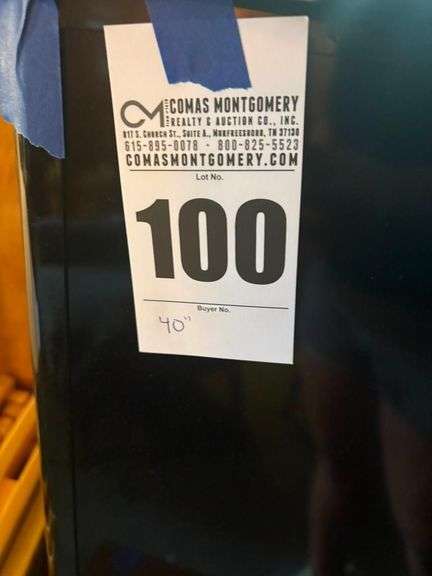 COMAS MONTGOMERY
REALTY & AUCTION CO., INC.
817 S. CHURCH ST., SUITE A., MURFREESBORO, TN 37130
615-895-0078 - 800-825-5523
COMASMONTGOMERY.COM
Lot No.
100
Buyer No.
40"